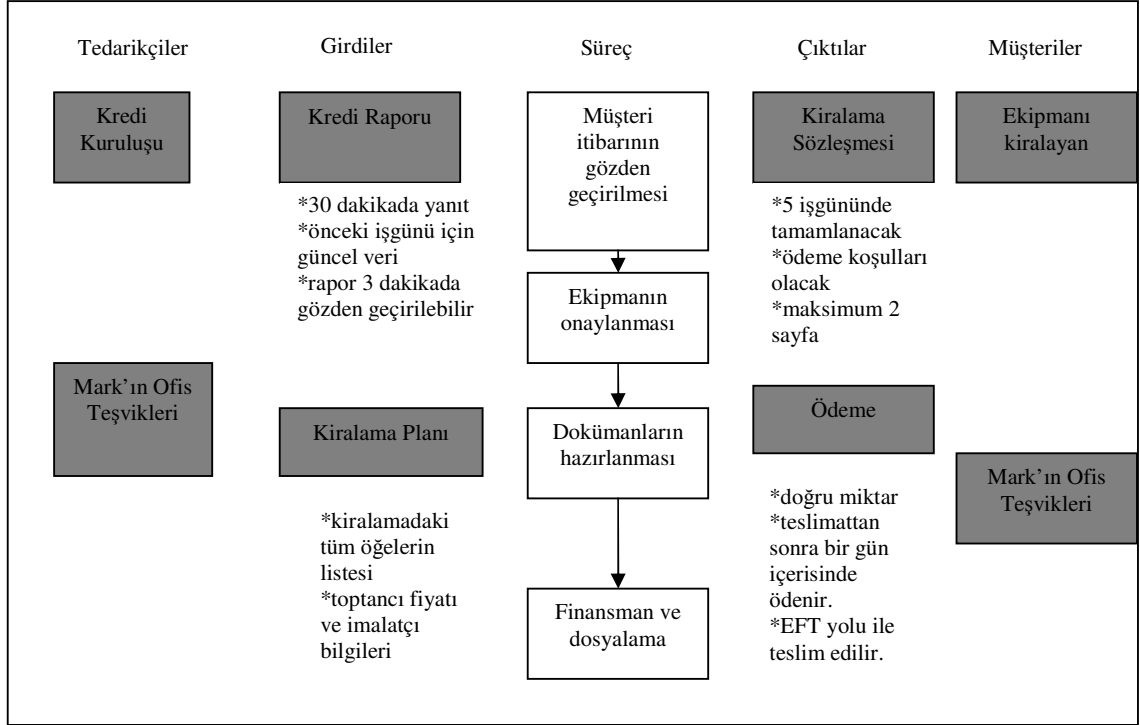 Tedarikçiler
Girdiler
Süreç
Çıktılar
Müşteriler
Kredi
Kuruluşu
Mark’ın Ofis
Teşvikleri
Kredi Raporu
*30 dakikada yanıt
*önceki işgünü için
güncel veri
*rapor 3 dakikada
gözden geçirilebilir
Kiralama Planı
*kiralamadaki
tüm öğelerin
listesi
*toptancı fiyatı
ve imalatçı
bilgileri
Müşteri
itibarının
gözden
geçirilmesi
Ekipmanın
onaylanması
Dokümanların
hazırlanması
Finansman ve
dosyalama
Kiralama
Sözleşmesi
*5 işgününde
tamamlanacak
*ödeme koşulları
olacak
*maksimum 2
sayfa
Ödeme
*doğru miktar
*teslimattan
sonra bir gün
içerisinde
ödenir.
*EFT yolu ile
teslim edilir.
Ekipmanı
kiralayan
Mark’ın Ofis
Teşvikleri